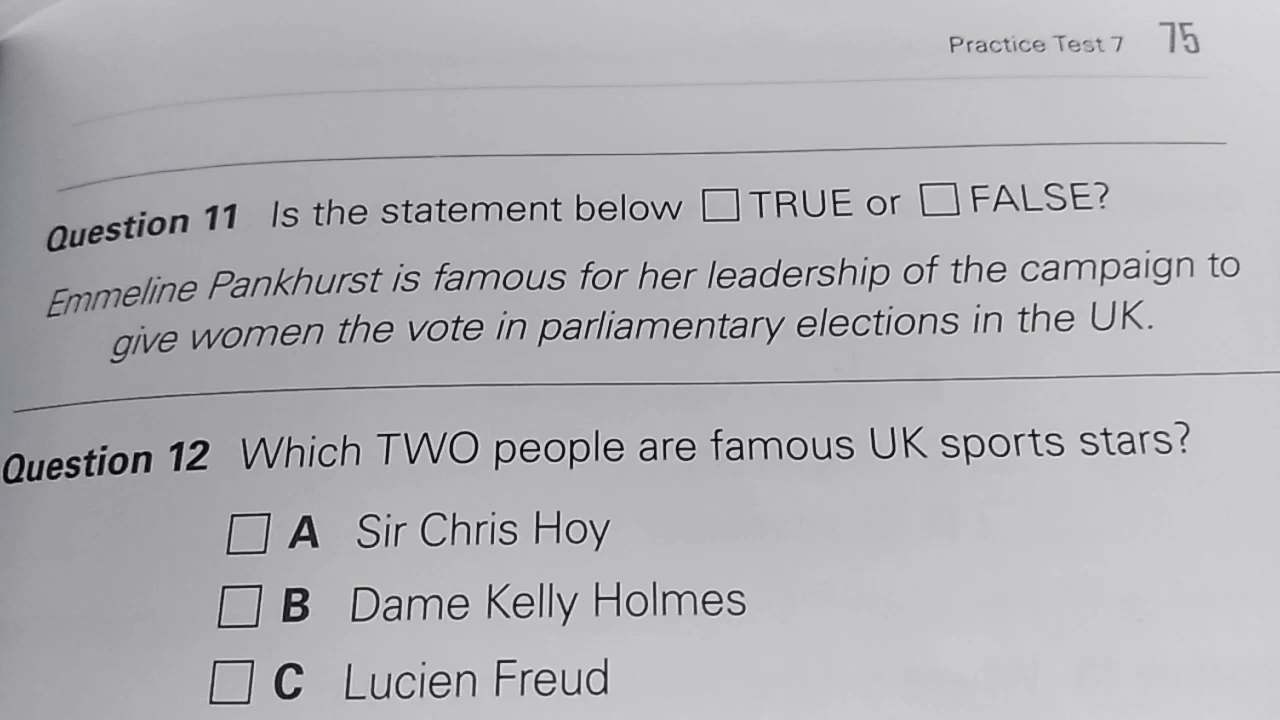 Practice Test 7 75
Question 11 Is the statement below ☐ TRUE or ☐ FALSE?
Emmeline Pankhurst is famous for her leadership of the campaign to
give women the vote in parliamentary elections in the UK.
Question 12 Which TWO people are famous UK sports stars?
☐ A Sir Chris Hoy
☐ B Dame Kelly Holmes
☐ C Lucien Freud